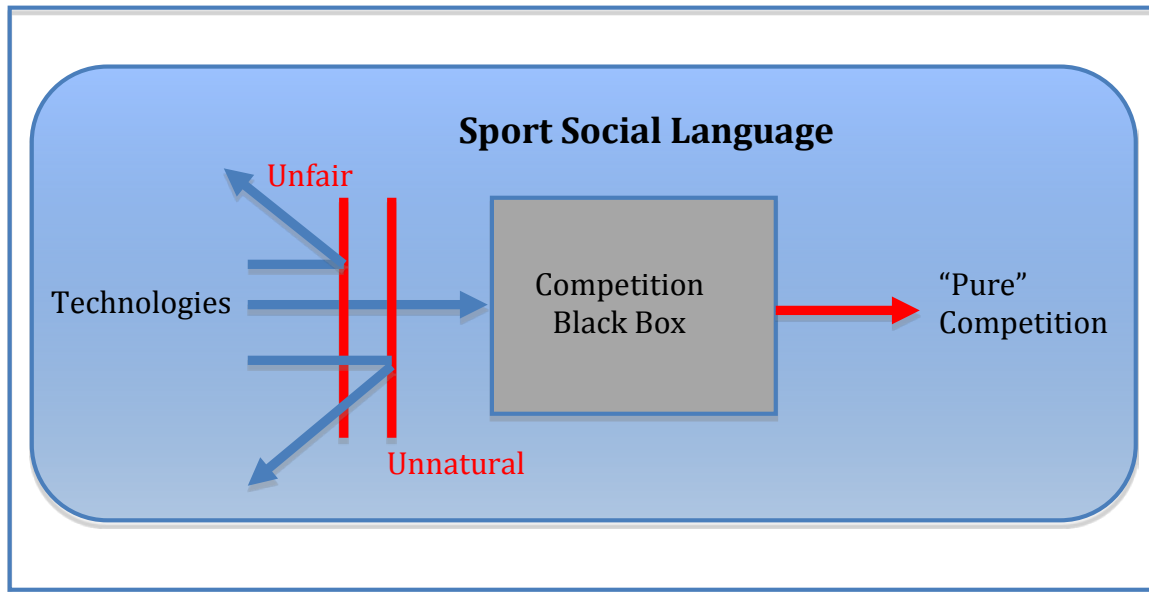 Sport Social Language
Unfair
Technologies
Competition
Black Box
“Pure”
Competition
Unnatural